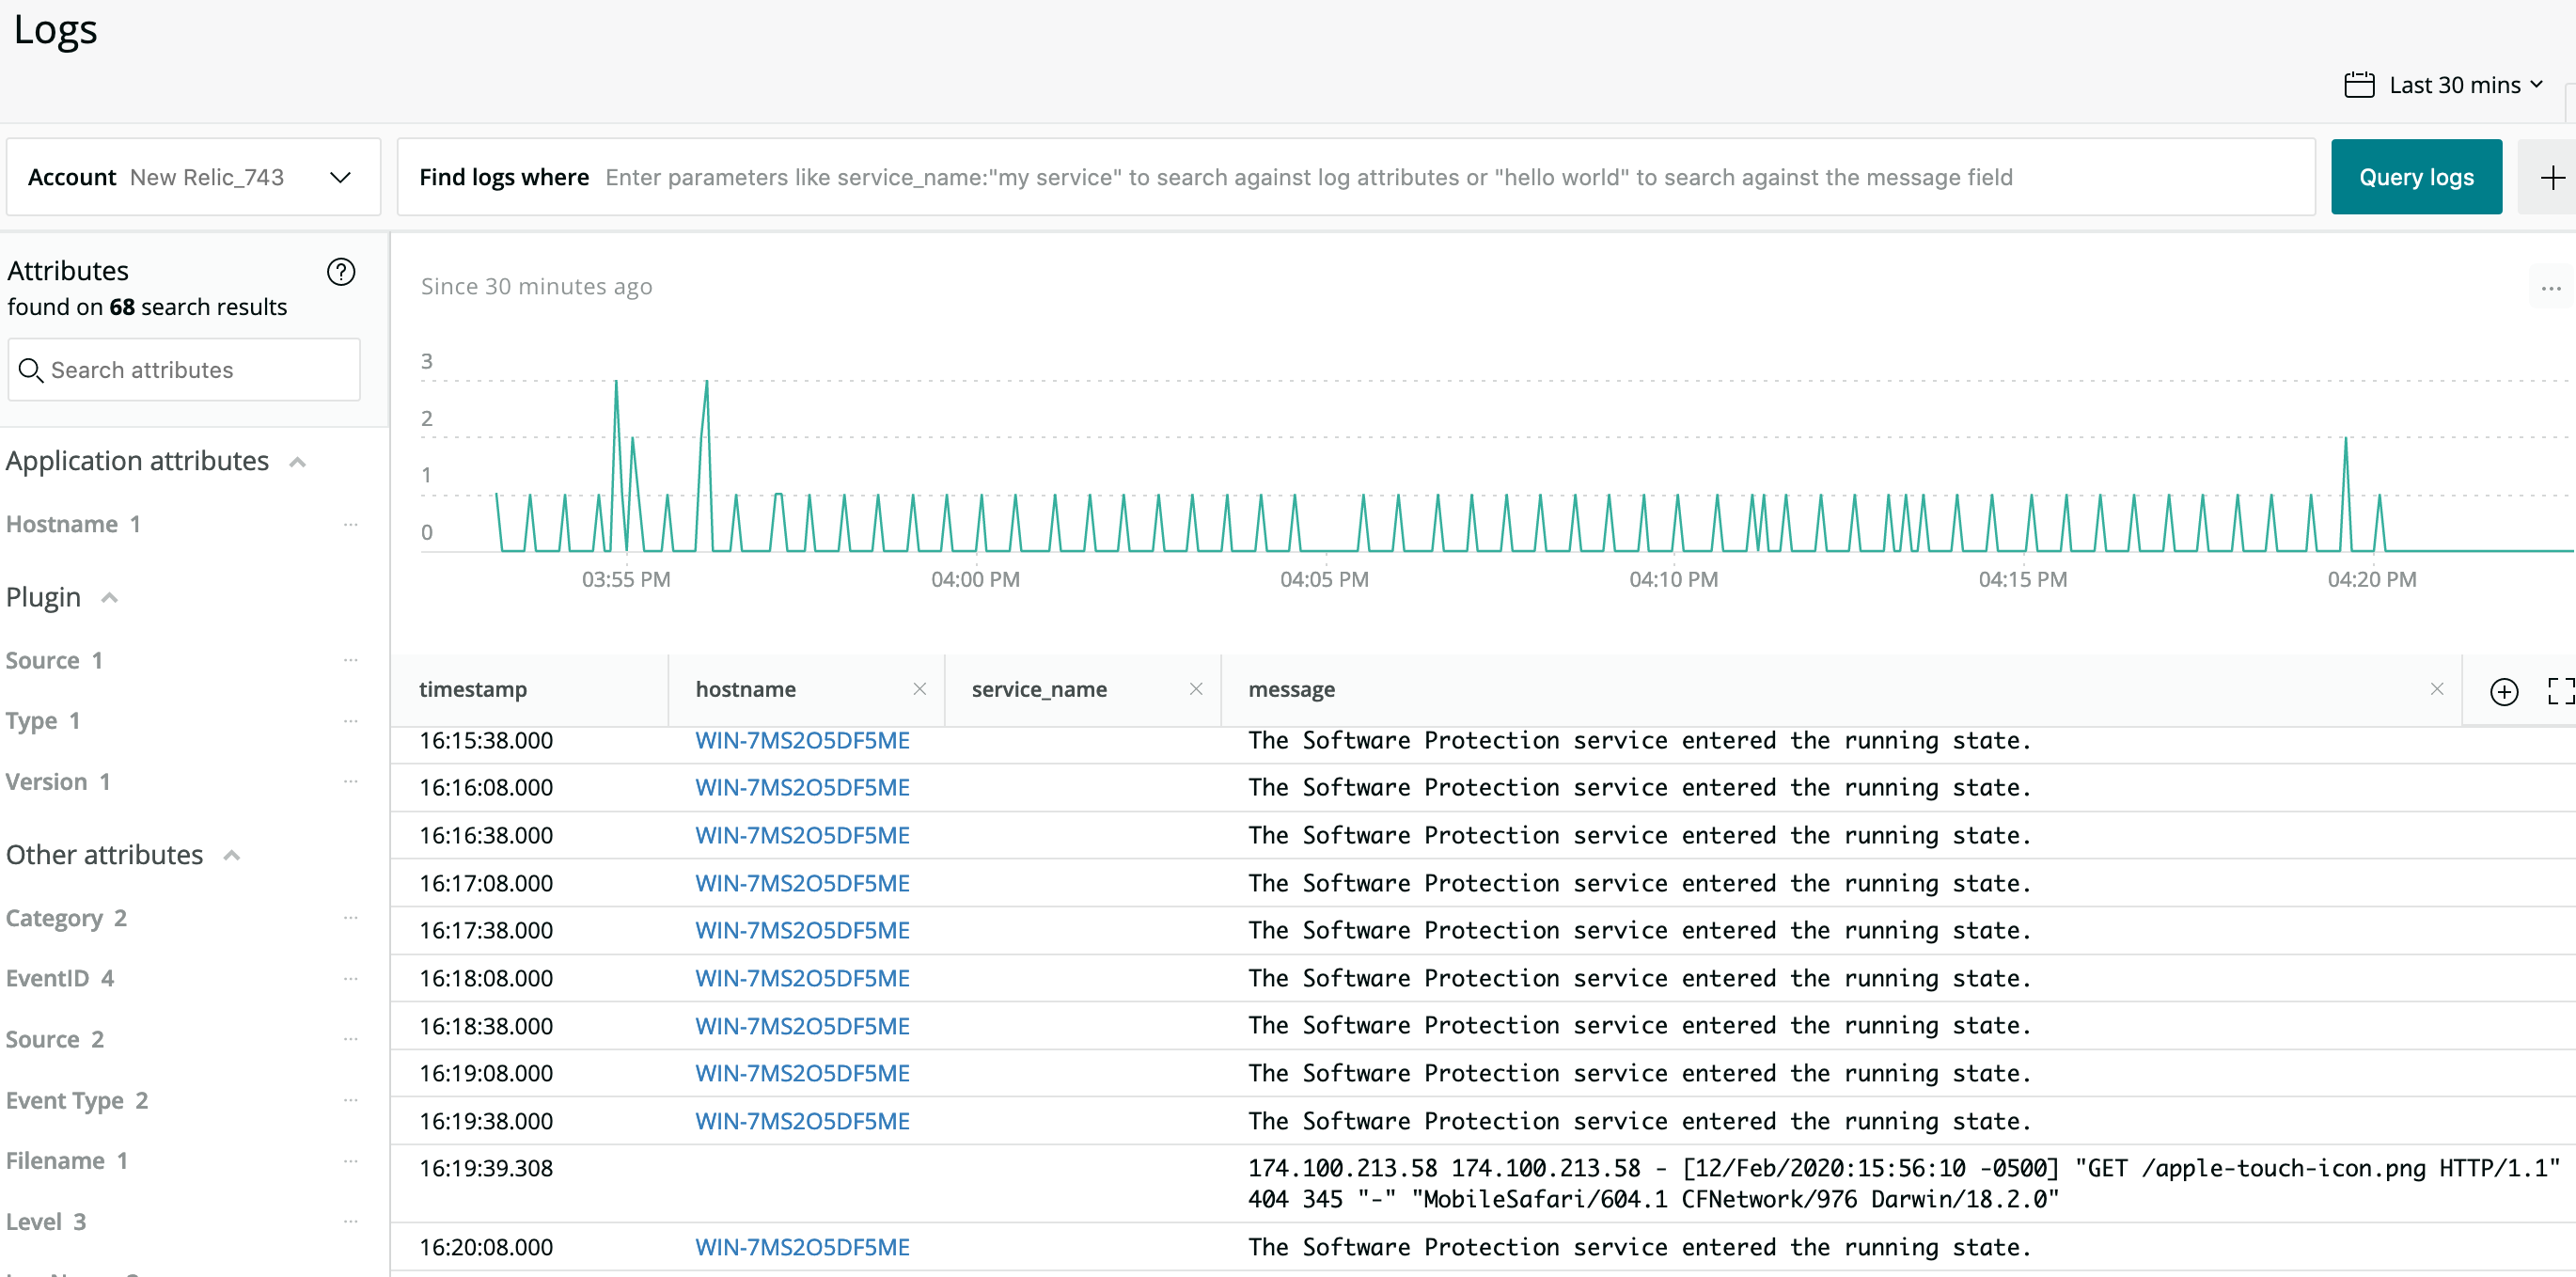 Logs
Last 30 mins
Account New Relic_743
Find logs where Enter parameters like service_name:"my service" to search against log attributes or "hello world" to search against the message field
Query logs
Attributes
found on 68 search results
Search attributes
Application attributes
Hostname 1
Plugin
Source 1
Type 1
Version 1
Other attributes
Category 2
EventID 4
Source 2
Event Type 2
Filename 1
Level 3
Since 30 minutes ago
3
2
1
0
03:55 PM 04:00 PM 04:05 PM 04:10 PM 04:15 PM 04:20 PM
timestamp hostname service_name message
16:15:38.000 WIN-7MS2O5DF5ME The Software Protection service entered the running state.
16:16:08.000 WIN-7MS2O5DF5ME The Software Protection service entered the running state.
16:16:38.000 WIN-7MS2O5DF5ME The Software Protection service entered the running state.
16:17:08.000 WIN-7MS2O5DF5ME The Software Protection service entered the running state.
16:17:38.000 WIN-7MS2O5DF5ME The Software Protection service entered the running state.
16:18:08.000 WIN-7MS2O5DF5ME The Software Protection service entered the running state.
16:18:38.000 WIN-7MS2O5DF5ME The Software Protection service entered the running state.
16:19:08.000 WIN-7MS2O5DF5ME The Software Protection service entered the running state.
16:19:38.000 WIN-7MS2O5DF5ME The Software Protection service entered the running state.
16:19:39.308 174.100.213.58 174.100.213.58 - [12/Feb/2020:15:56:10 -0500] "GET /apple-touch-icon.png HTTP/1.1"
404 345 "-" "MobileSafari/604.1 CFNetwork/976 Darwin/18.2.0"
16:20:08.000 WIN-7MS2O5DF5ME The Software Protection service entered the running state.